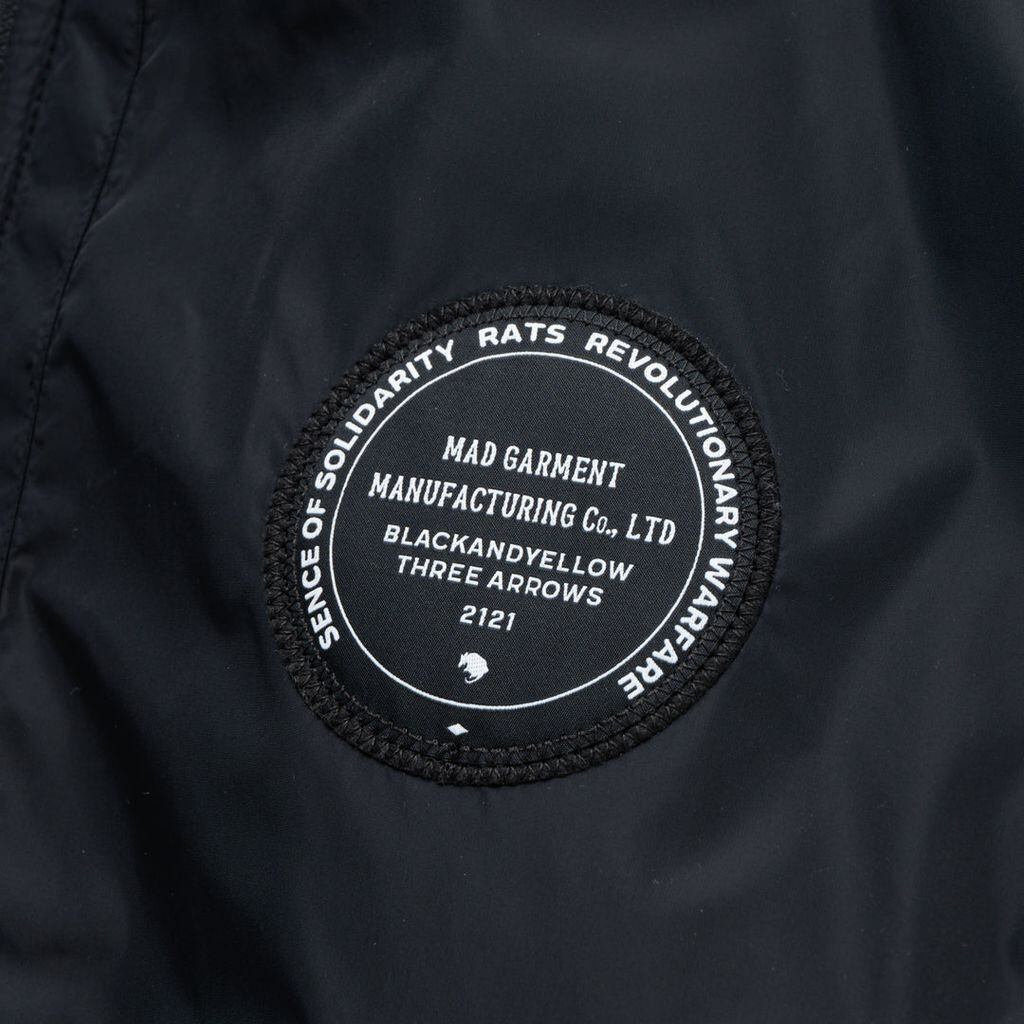 SENCE OF SOLIDARITY RATS REVOLUTIONARY WARFARE
MAD GARMENT
MANUFACTURING Co., LTD
BLACKANDYELLOW
THREE ARROWS
2121